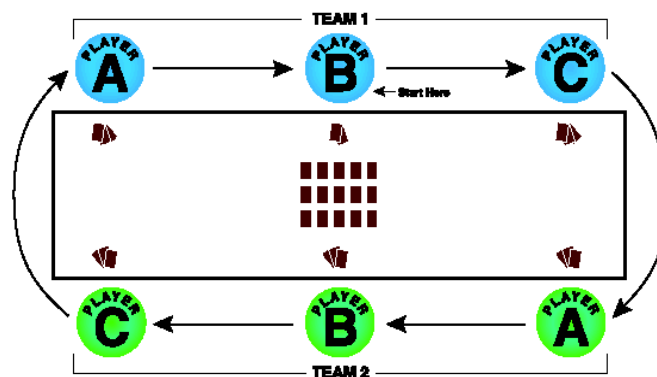 TEAM 1
PLAYER A
PLAYER B
PLAYER C
Start Here
PLAYER C
PLAYER B
PLAYER A
TEAM 2